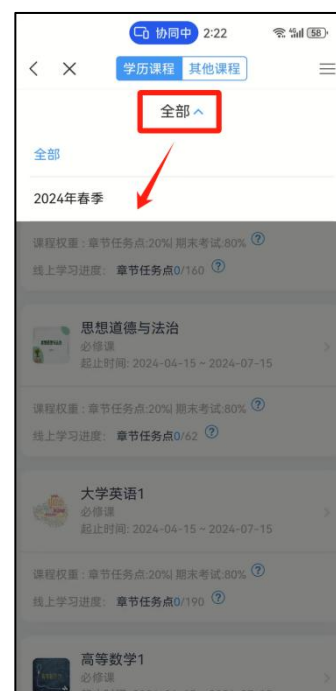 协同中 2:22 58
学历课程 其他课程
全部
全部
2024年春季
课程权重:章节任务点:20%| 期末考试:80%
线上学习进度: 章节任务点0/160
思想道德与法治
必修课
起止时间: 2024-04-15 ~ 2024-07-15
课程权重:章节任务点:20%| 期末考试:80%
线上学习进度: 章节任务点0/62
大学英语1
必修课
起止时间: 2024-04-15 ~ 2024-07-15
课程权重:章节任务点:20%| 期末考试:80%
线上学习进度: 章节任务点0/190
高等数学1
必修课